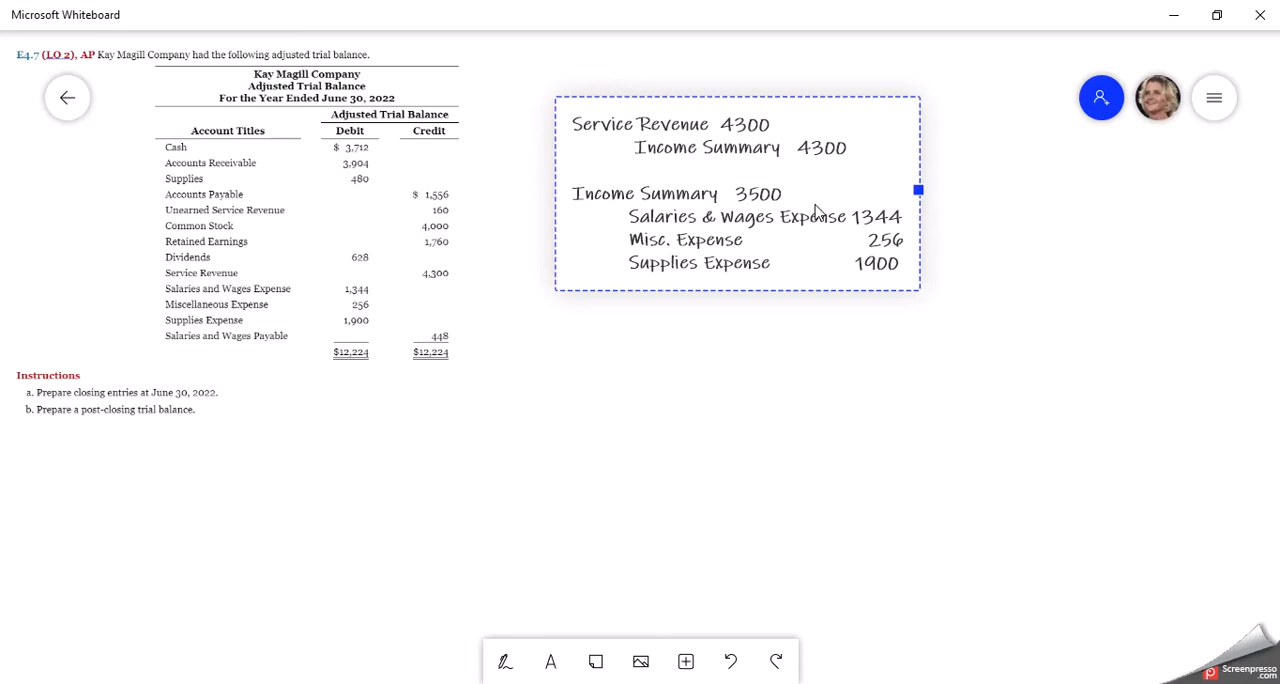 Microsoft Whiteboard
E4.7 (LO 2), AP Kay Magill Company had the following adjusted trial balance.
Kay Magill Company
Adjusted Trial Balance
For the Year Ended June 30, 2022
Adjusted Trial Balance
Account Titles Debit Credit
Cash $ 3,712
Accounts Receivable 3,904
Supplies 480
Accounts Payable $ 1,556
Unearned Service Revenue 160
Common Stock 4,000
Retained Earnings 1,760
Dividends 628
Service Revenue 4,300
Salaries and Wages Expense 1,344
Miscellaneous Expense 256
Supplies Expense 1,900
Salaries and Wages Payable 448
$12,224 $12,224
Instructions
a. Prepare closing entries at June 30, 2022.
b. Prepare a post-closing trial balance.
Service Revenue 4300
Income Summary 4300
Income Summary 3500
Salaries & Wages Expense 1344
Misc. Expense 256
Supplies Expense 1900
Screenpresso
.com